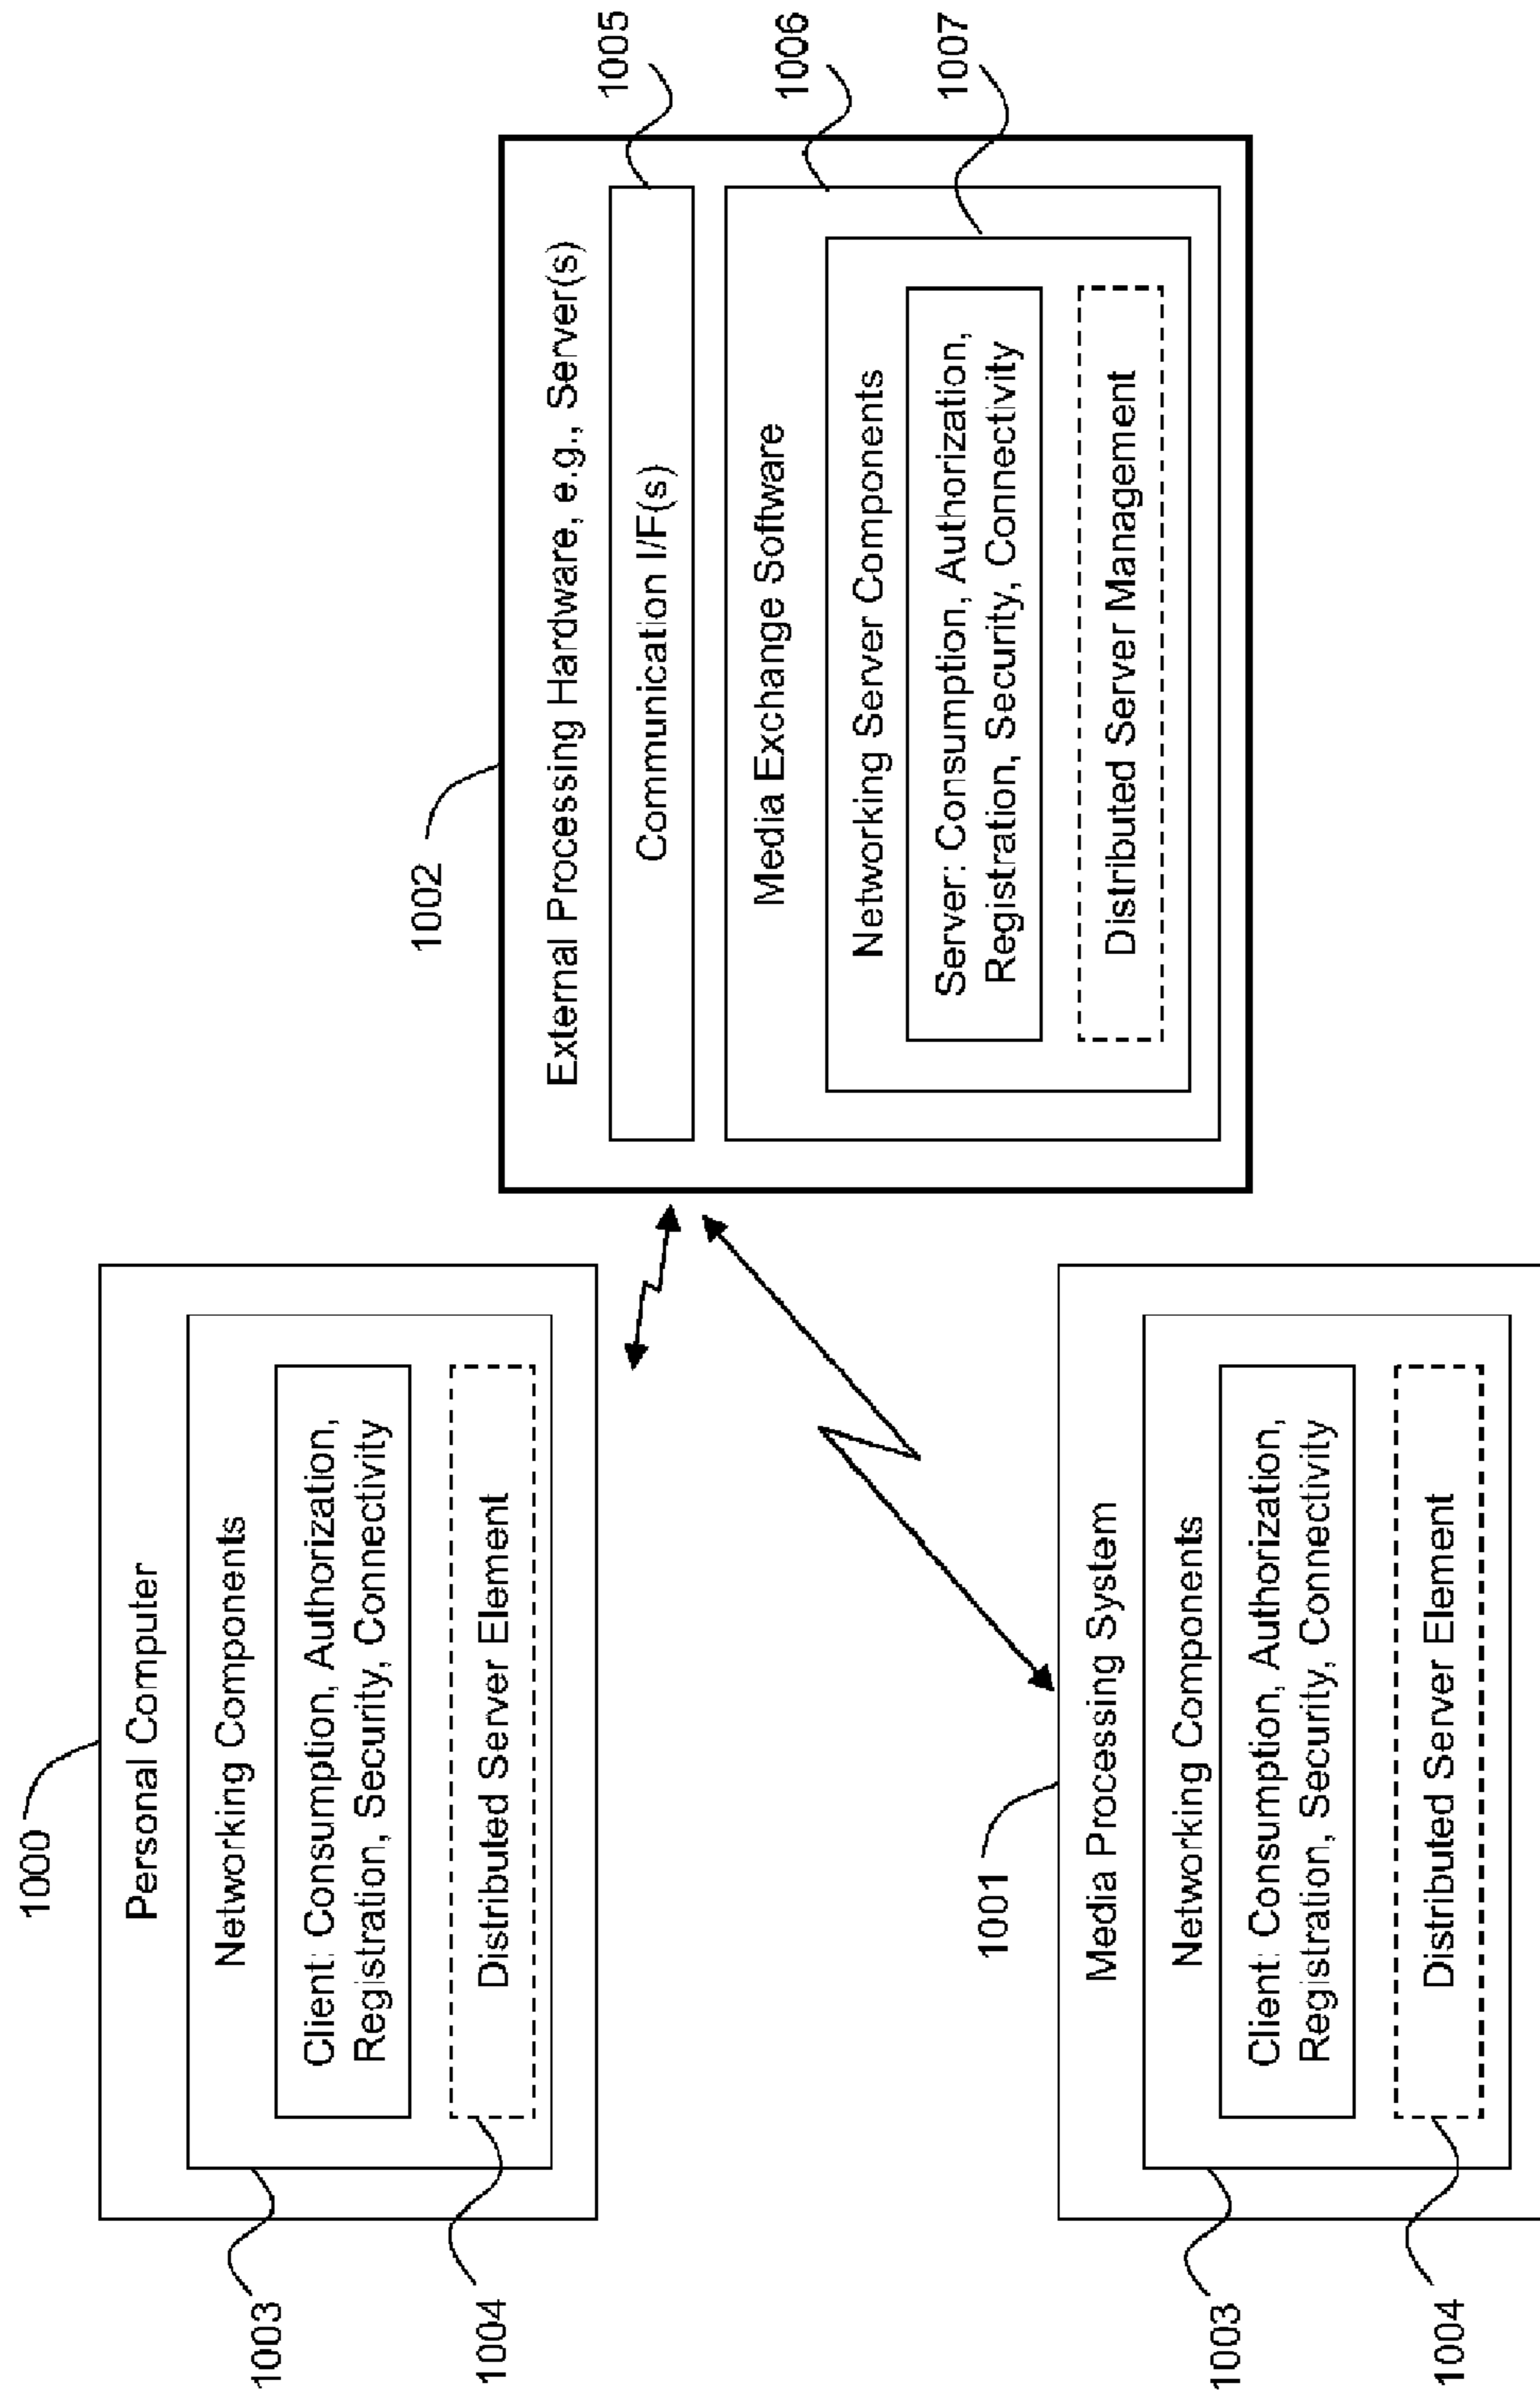 1000
Personal Computer
Networking Components
Client: Consumption, Authorization,
Registration, Security, Connectivity
Distributed Server Element
1003
1004
1001
Media Processing System
Networking Components
Client: Consumption, Authorization,
Registration, Security, Connectivity
Distributed Server Element
1003
1004
1002
External Processing Hardware, e.g., Server(s)
Communication I/F(s)
Media Exchange Software
Networking Server Components
Server: Consumption, Authorization,
Registration, Security, Connectivity
Distributed Server Management
1005
1006
1007